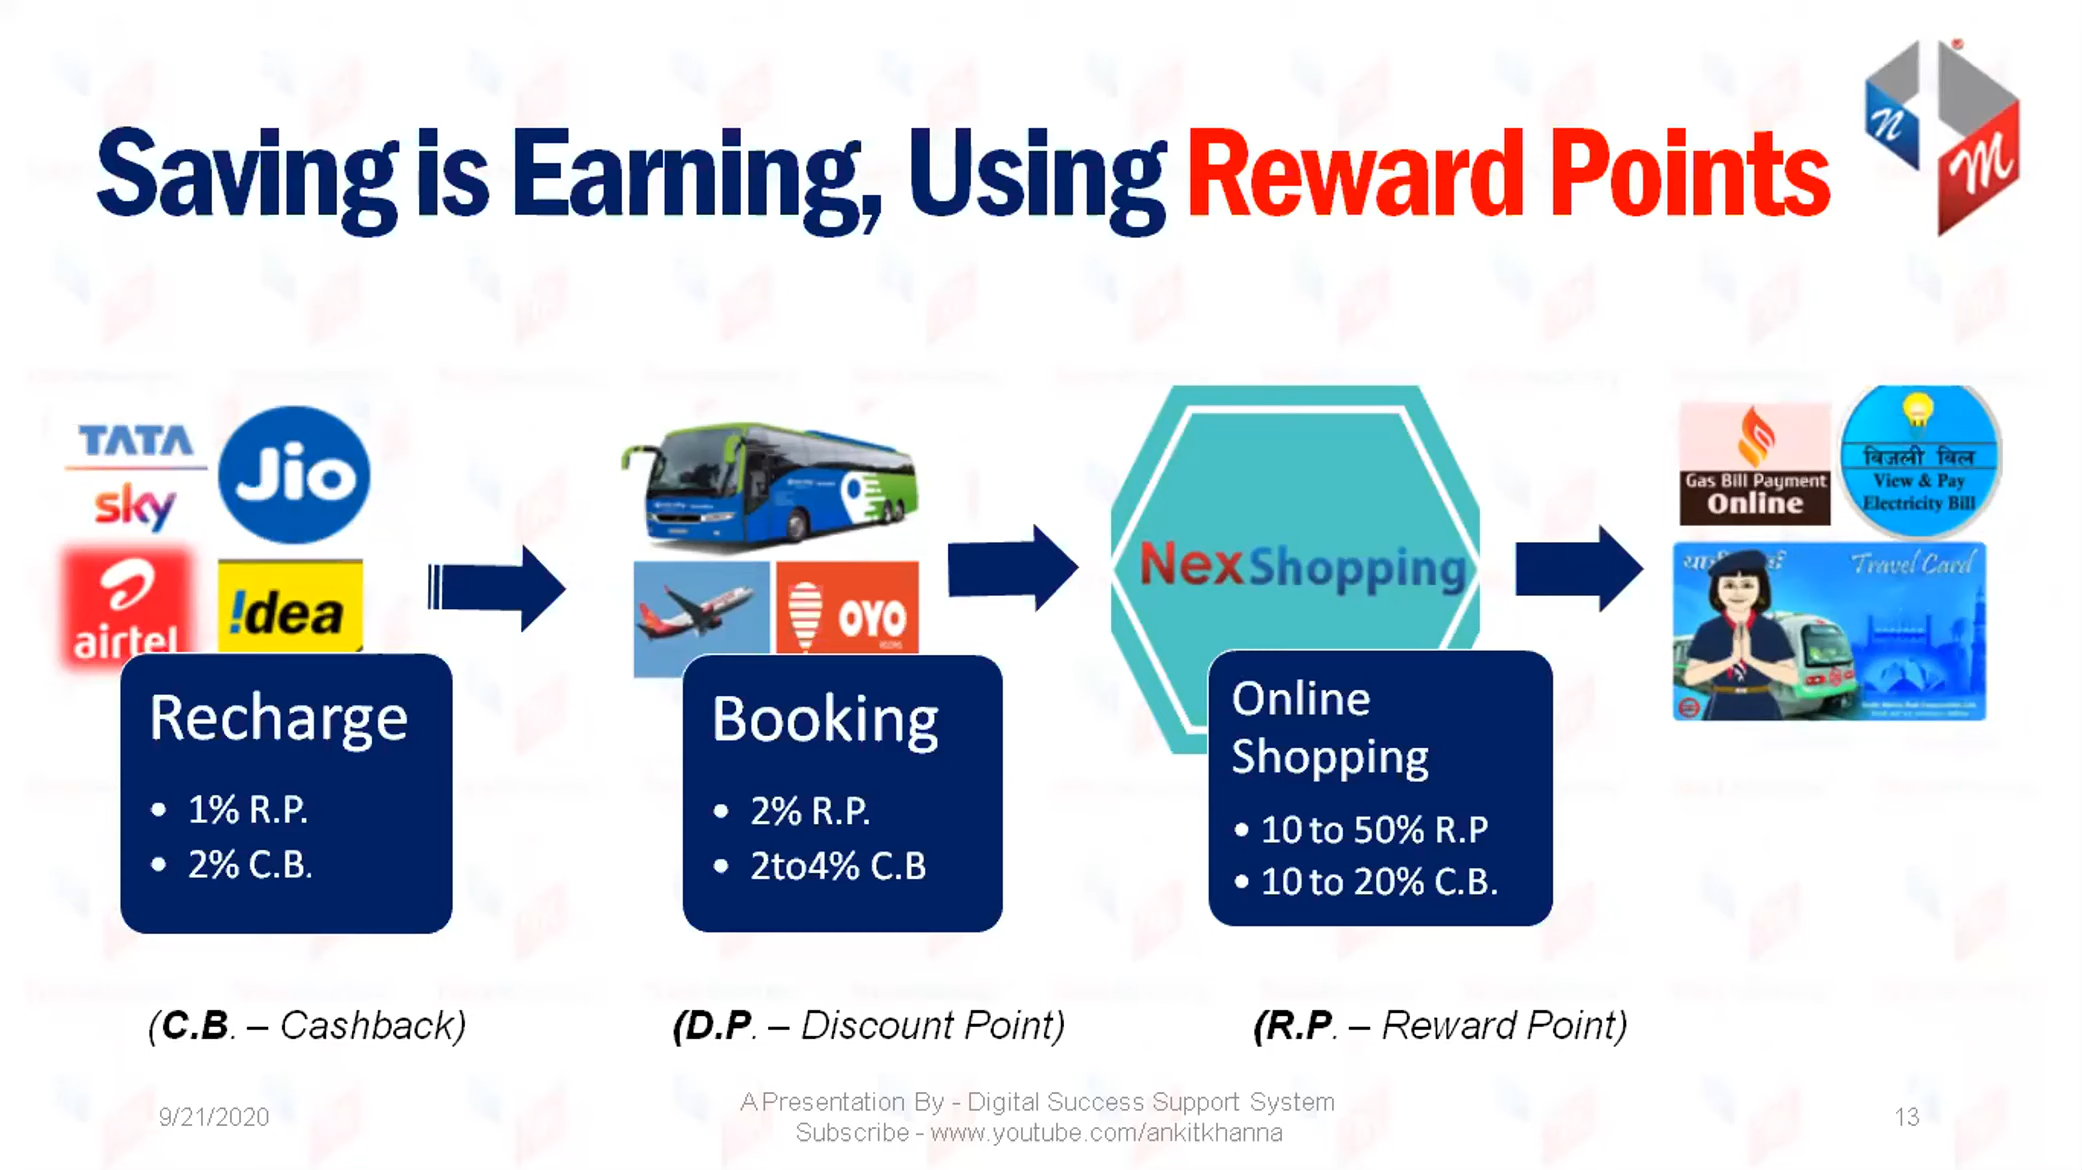 Saving is Earning, Using Reward Points
n
m
TATA
sky
Jio
airtel
!dea
OYO
ROOMS
NexShopping
Gas Bill Payment
Online
बिजली बिल
View & Pay
Electricity Bill
Travel Card
Recharge
• 1% R.P.
• 2% C.B.
Booking
• 2% R.P.
• 2to4% C.B
Online
Shopping
• 10 to 50% R.P
• 10 to 20% C.B.
(C.B. – Cashback)
(D.P. – Discount Point)
(R.P. – Reward Point)
9/21/2020
A Presentation By - Digital Success Support System
Subscribe - www.youtube.com/ankitkhanna
13